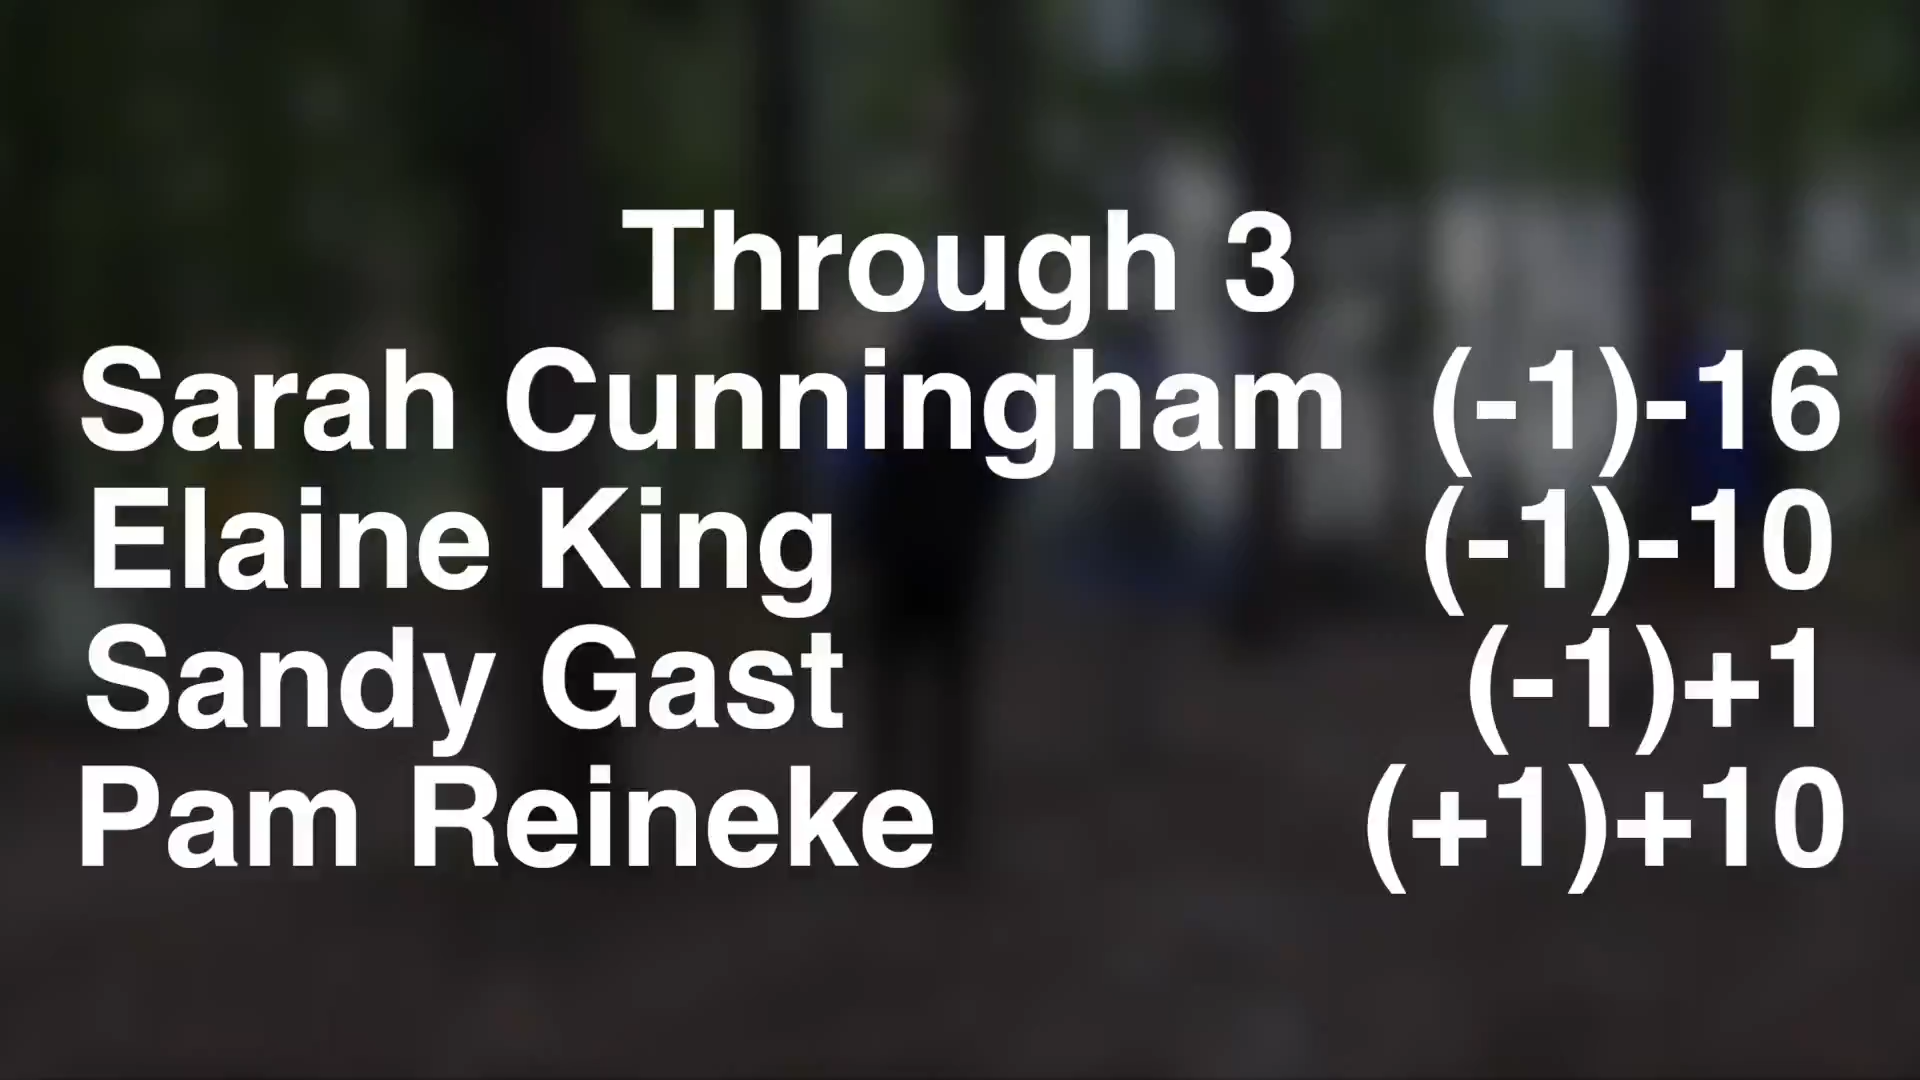 Through 3
Sarah Cunningham (-1)-16
Elaine King (-1)-10
Sandy Gast (-1)+1
Pam Reineke (+1)+10